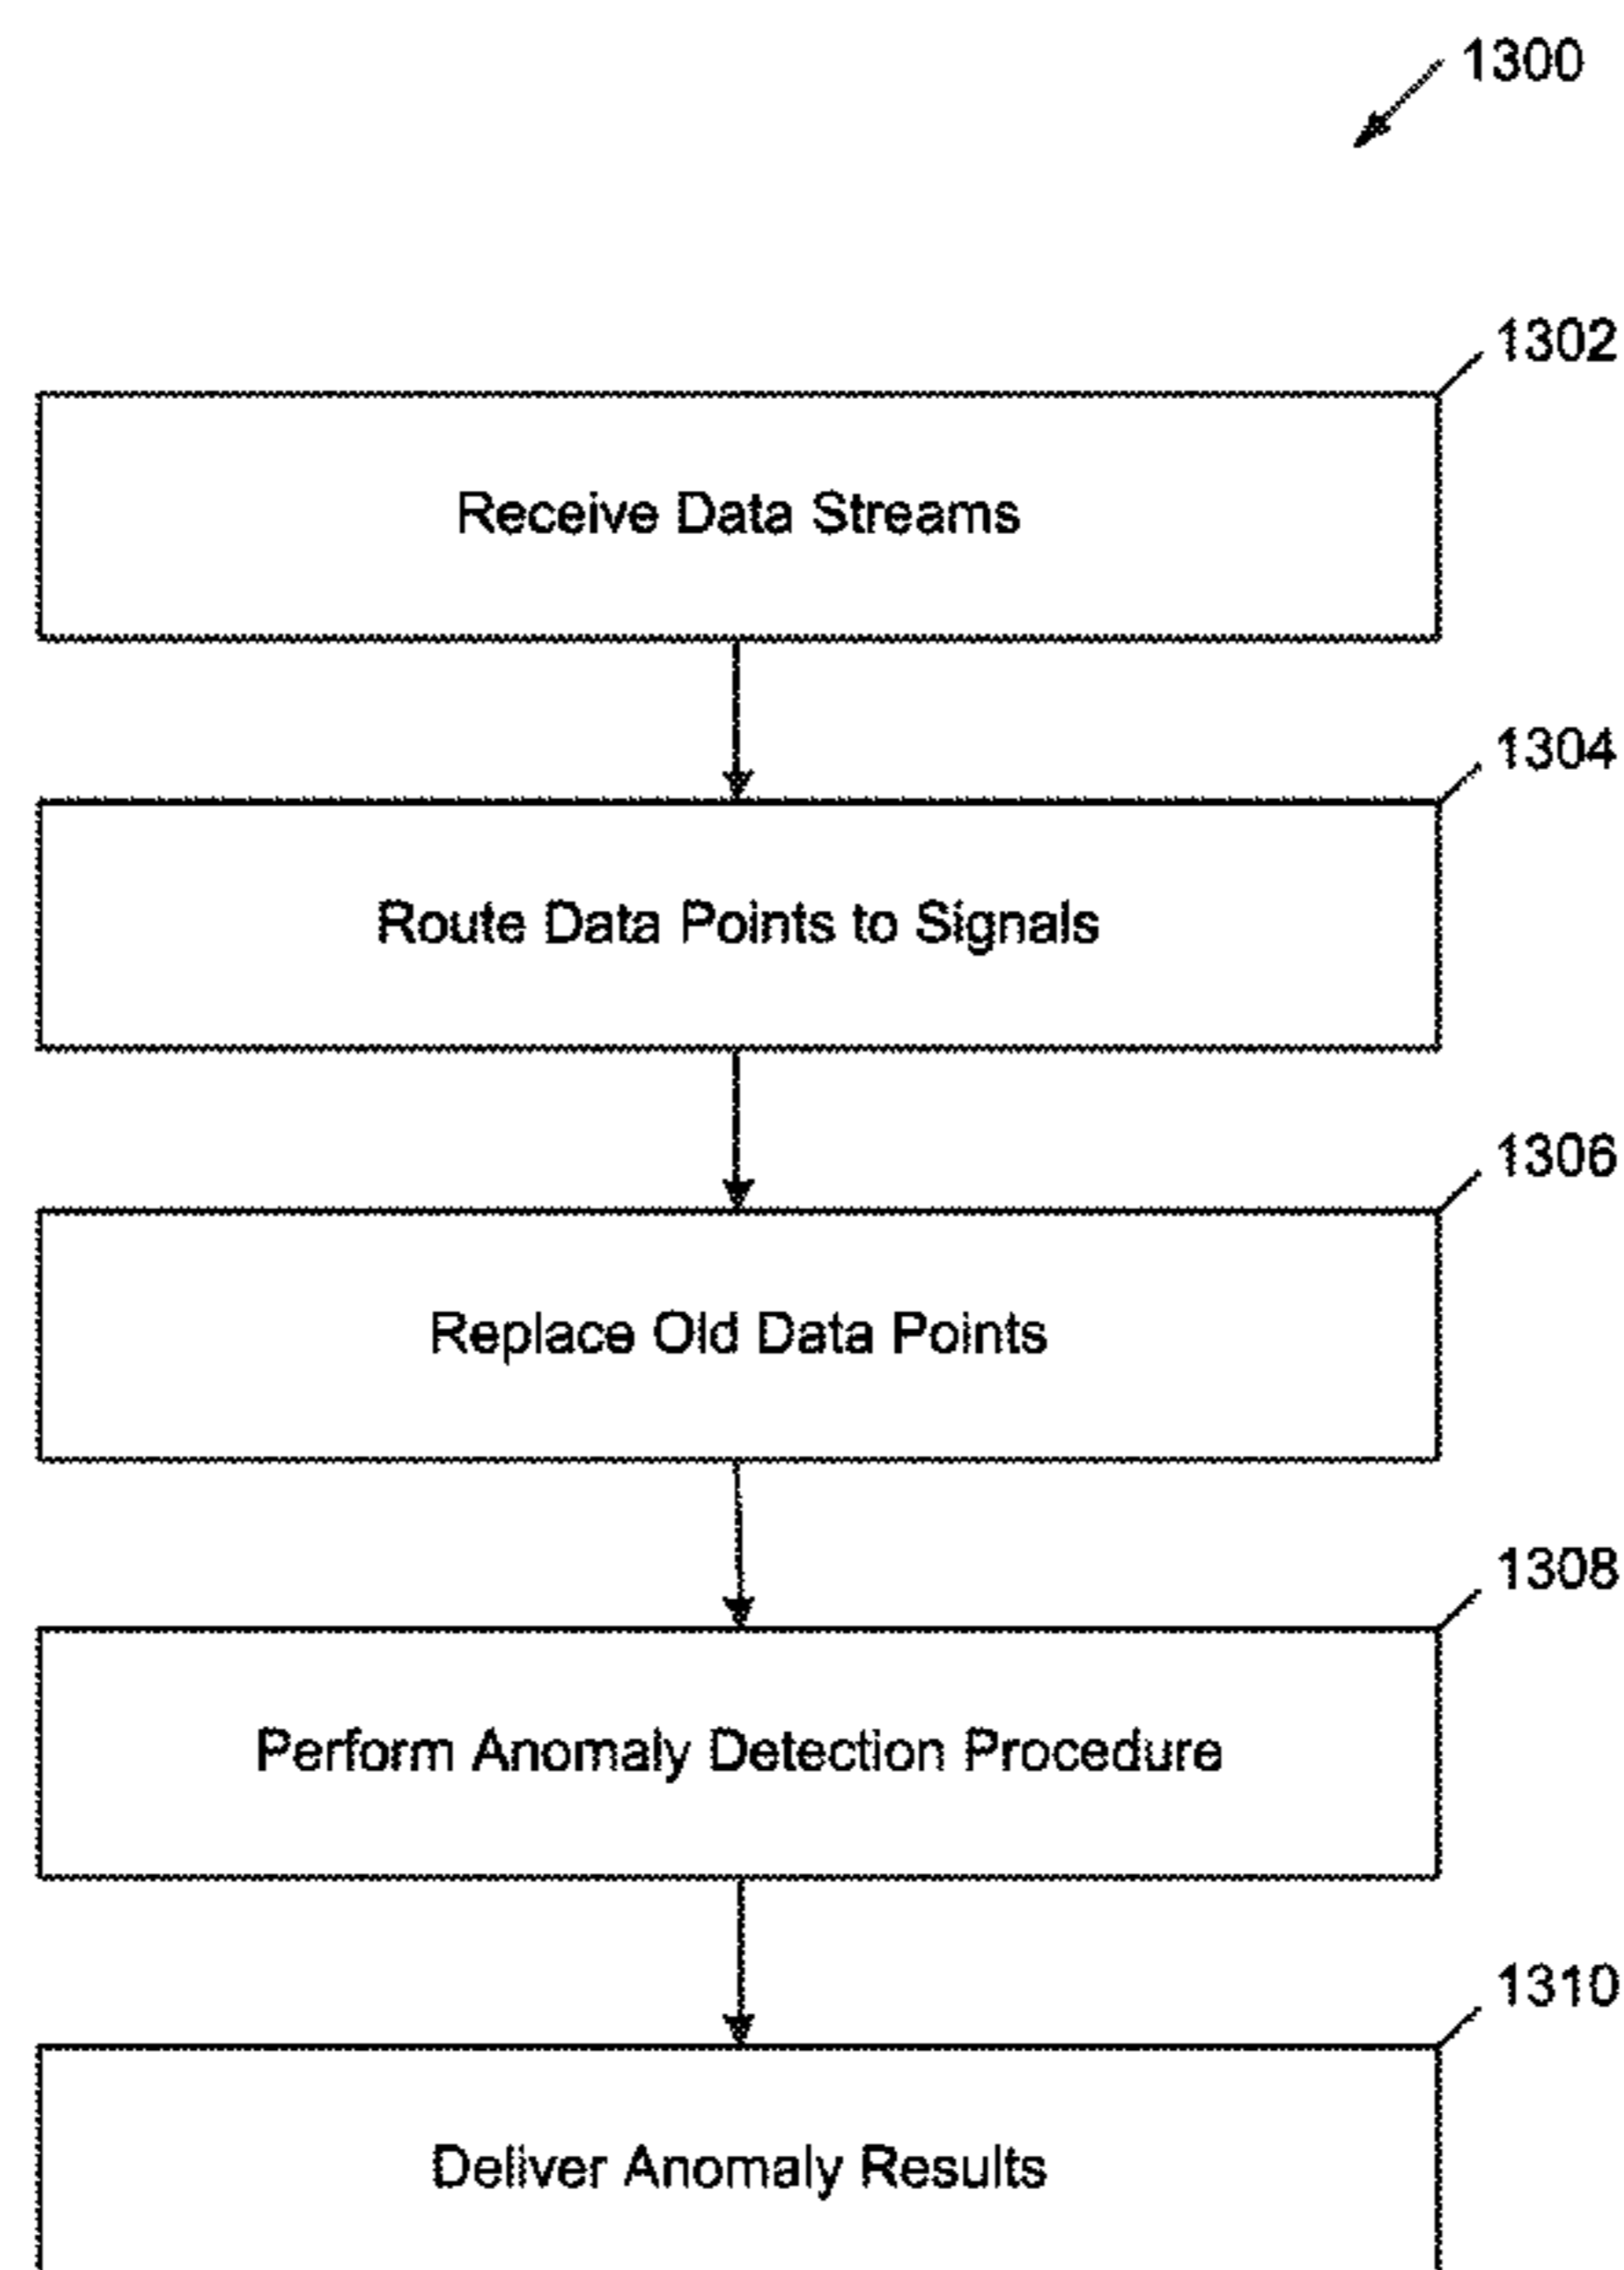 1300
1302
Receive Data Streams
1304
Route Data Points to Signals
1306
Replace Old Data Points
1308
Perform Anomaly Detection Procedure
1310
Deliver Anomaly Results